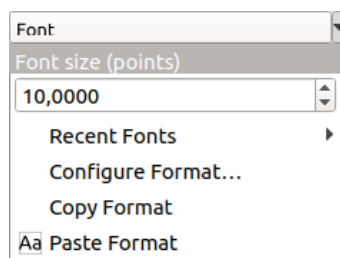 Font
Font size (points)
10,0000
Recent Fonts
Configure Format...
Copy Format
Aa Paste Format